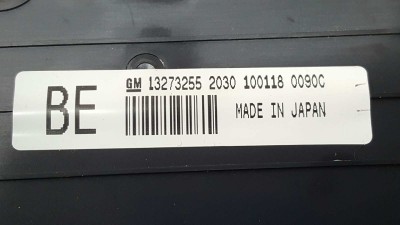 GM 13273255 2030 100118 0090C
BE
MADE IN JAPAN